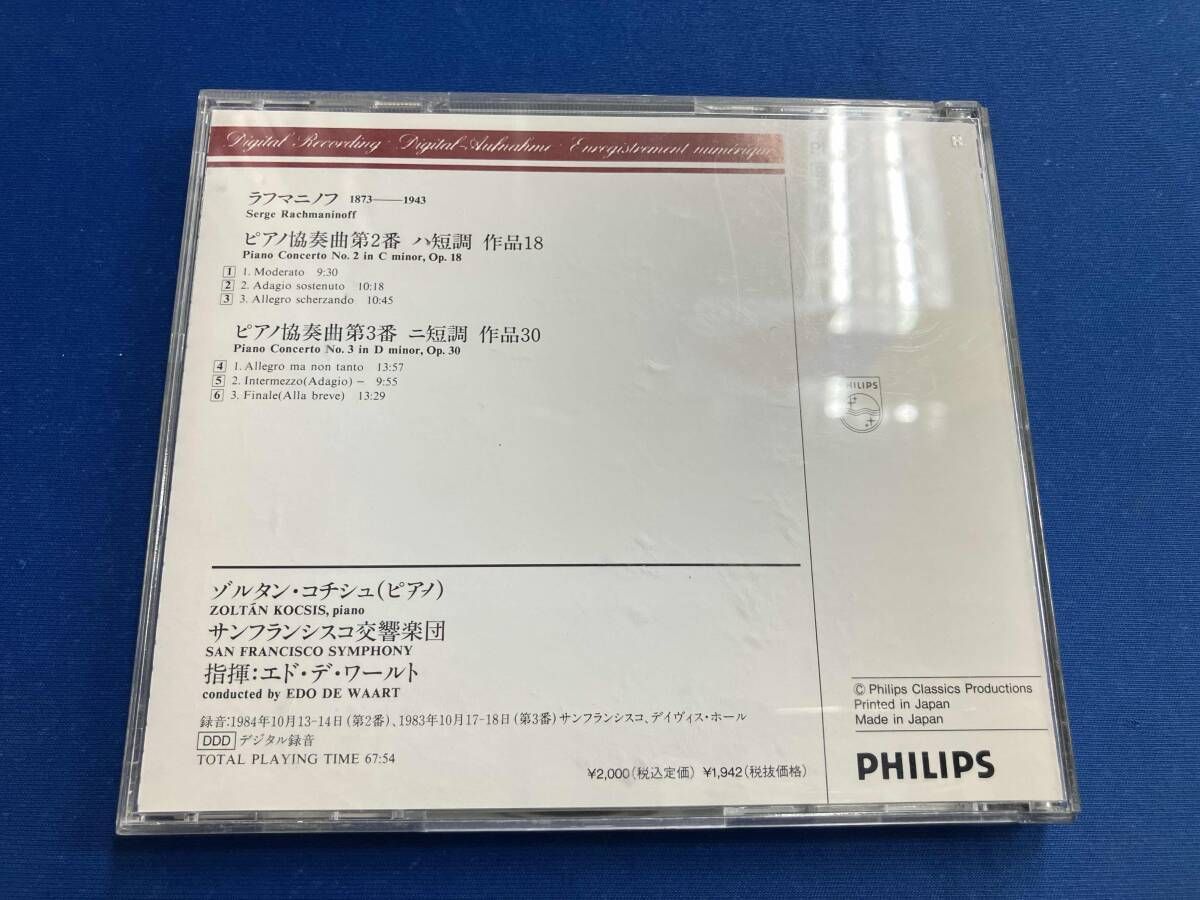 Digital Recording · Digital-Aufnahme · Enregistrement numérique
ラフマニノフ 1873——1943
Serge Rachmaninoff
ピアノ協奏曲第2番 ハ短調 作品18
Piano Concerto No. 2 in C minor, Op. 18
1 1. Moderato 9:30
2 2. Adagio sostenuto 10:18
3 3. Allegro scherzando 10:45
ピアノ協奏曲第3番 ニ短調 作品30
Piano Concerto No. 3 in D minor, Op. 30
4 1. Allegro ma non tanto 13:57
5 2. Intermezzo(Adagio) – 9:55
6 3. Finale(Alla breve) 13:29
PHILIPS
ゾルタン・コチシュ(ピアノ)
ZOLTÁN KOCSIS, piano
サンフランシスコ交響楽団
SAN FRANCISCO SYMPHONY
指揮:エド・デ・ワールト
conducted by EDO DE WAART
録音:1984年10月13-14日(第2番)、1983年10月17-18日(第3番)サンフランシスコ、デイヴィス・ホール
DDD デジタル録音
TOTAL PLAYING TIME 67:54
¥2,000(税込定価) ¥1,942(税抜価格)
© Philips Classics Productions
Printed in Japan
Made in Japan
PHILIPS